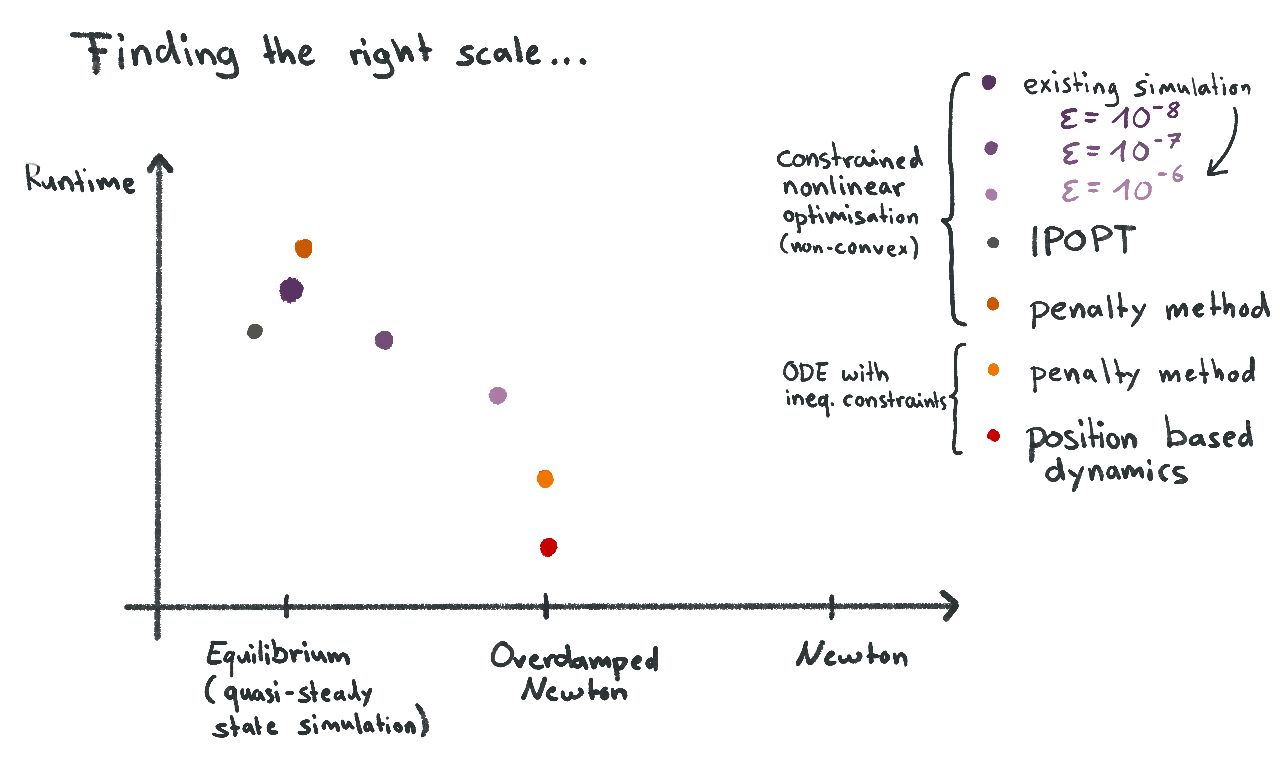 Finding the right scale...
Runtime
Equilibrium
(quasi-steady
state simulation)
Overdamped
Newton
Newton
constrained
nonlinear
optimisation
(non-convex)
existing simulation
ε = 10⁻⁸
ε = 10⁻⁷
ε = 10⁻⁶
IPOPT
penalty method
ODE with
ineq. constraints
penalty method
position based
dynamics